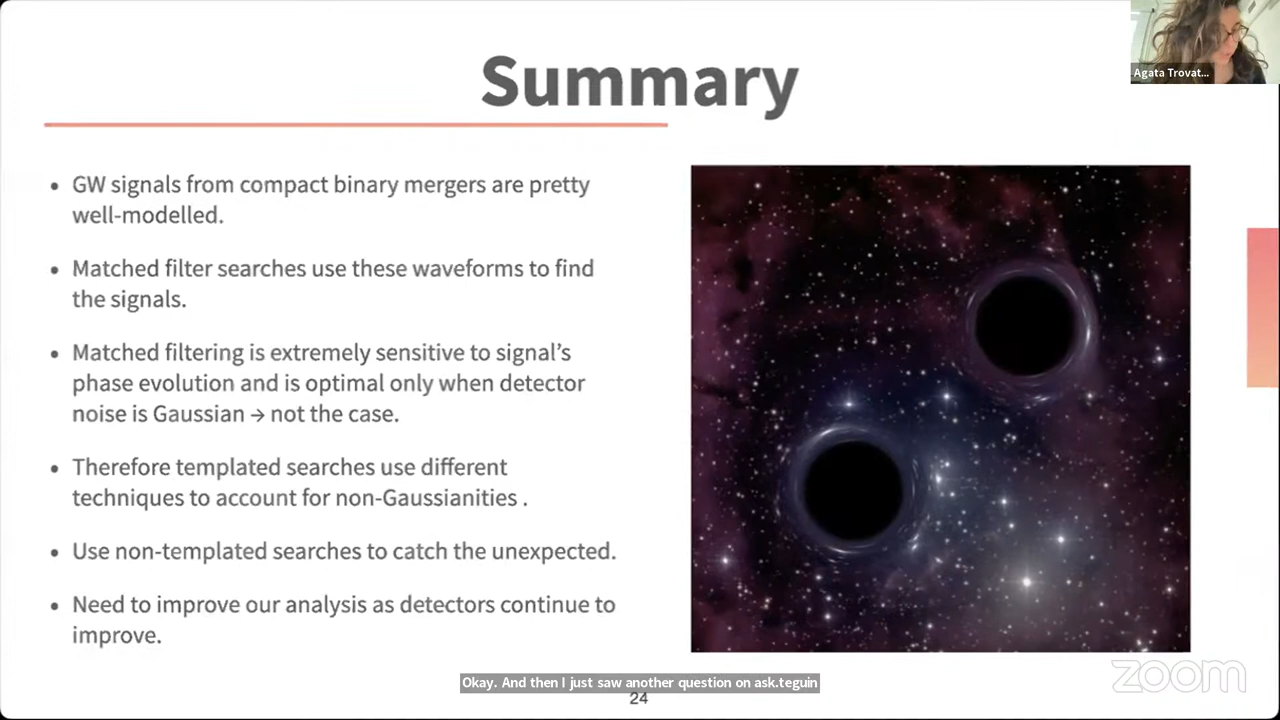 Agata Trovat...
Summary
• GW signals from compact binary mergers are pretty
well-modelled.
• Matched filter searches use these waveforms to find
the signals.
• Matched filtering is extremely sensitive to signal's
phase evolution and is optimal only when detector
noise is Gaussian → not the case.
• Therefore templated searches use different
techniques to account for non-Gaussianities .
• Use non-templated searches to catch the unexpected.
• Need to improve our analysis as detectors continue to
improve.
Okay. And then I just saw another question on ask.teguin
24
zoom